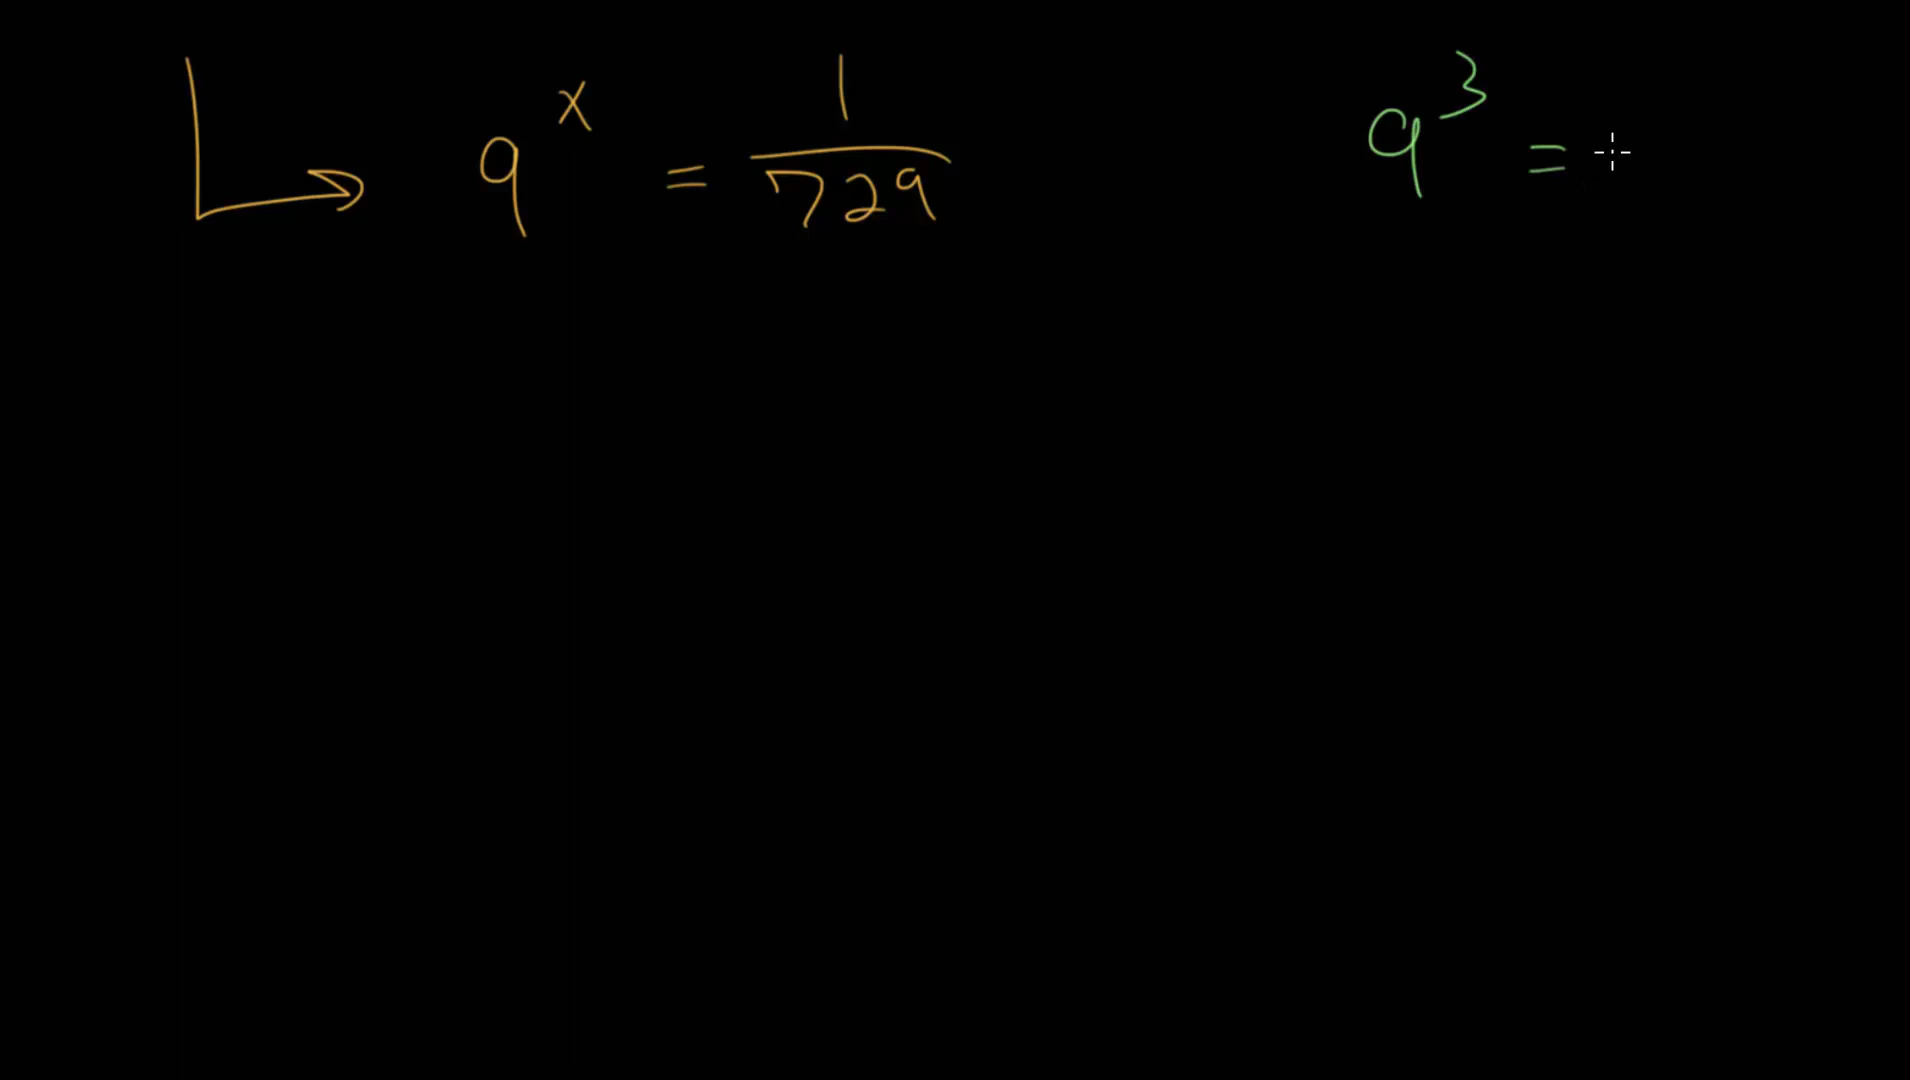 9^x = 1/729
9^3 =